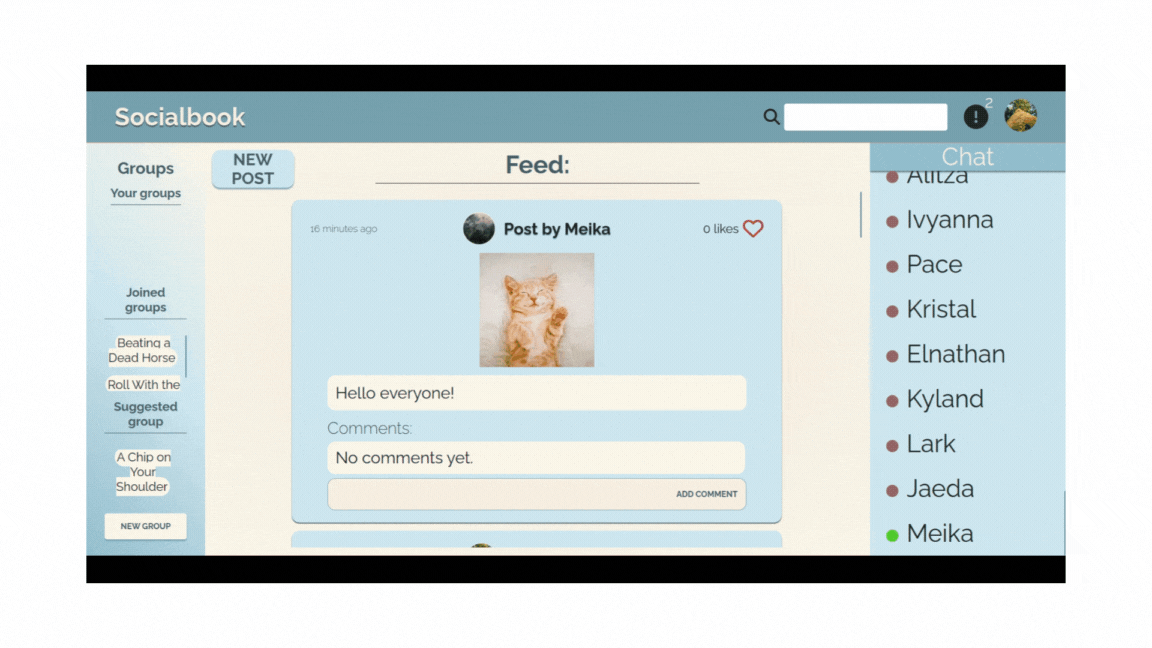 Socialbook
2
Groups
Your groups
Joined
groups
Beating a
Dead Horse
Roll With the
Suggested
group
A Chip on
Your
Shoulder
NEW GROUP
NEW
POST
Feed:
16 minutes ago
Post by Meika
0 likes
Hello everyone!
Comments:
No comments yet.
ADD COMMENT
Chat
Alitza
Ivyanna
Pace
Kristal
Elnathan
Kyland
Lark
Jaeda
Meika